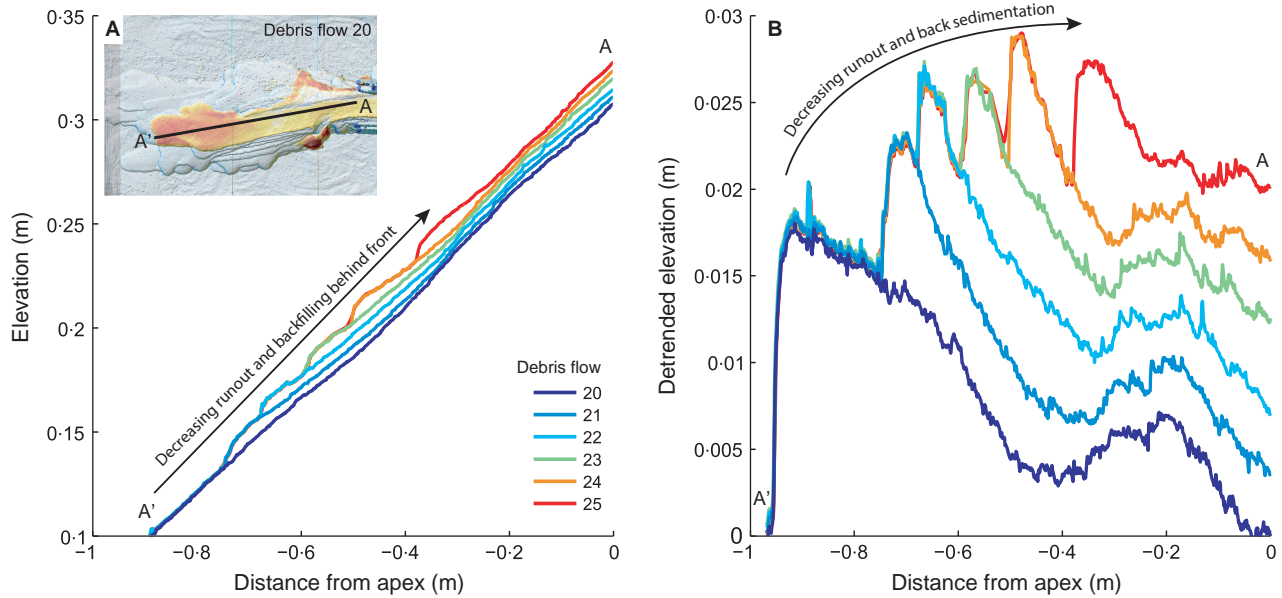 A
Debris flow 20
A
A'
A
Decreasing runout and backfilling behind front
A'
Debris flow
20
21
22
23
24
25
0·35
0·3
0·25
0·2
0·15
0·1
Elevation (m)
−1
−0·8
−0·6
−0·4
−0·2
0
Distance from apex (m)
B
Decreasing runout and back sedimentation
A
A'
0·03
0·025
0·02
0·015
0·010
0·005
0
Detrended elevation (m)
−1
−0·8
−0·6
−0·4
−0·2
0
Distance from apex (m)